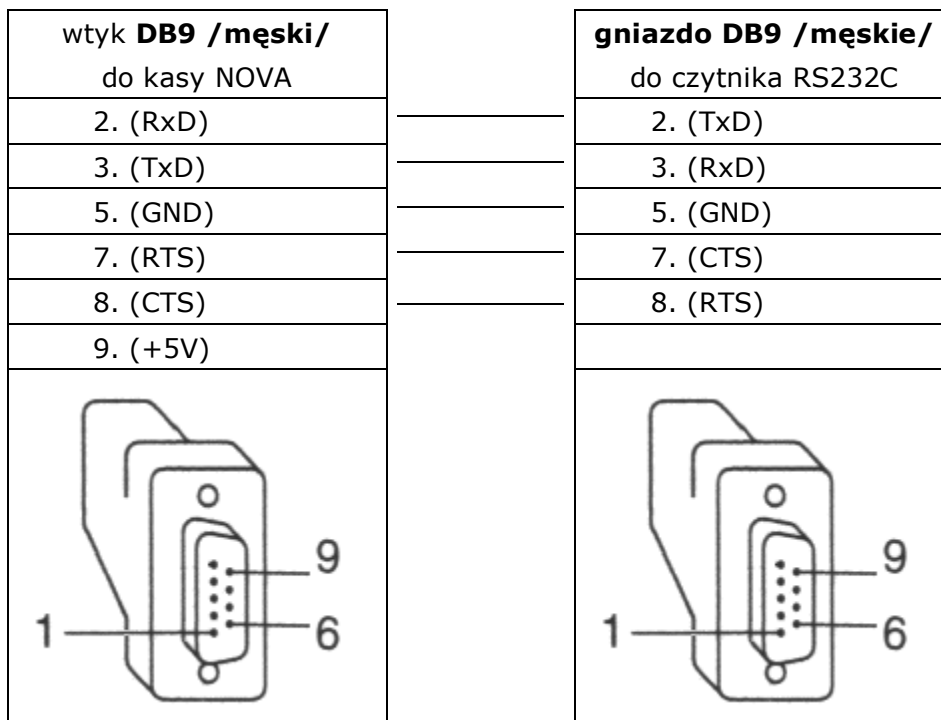 wtyk DB9 /męski/
do kasy NOVA
2. (RxD)
3. (TxD)
5. (GND)
7. (RTS)
8. (CTS)
9. (+5V)
9
1
6
gniazdo DB9 /męskie/
do czytnika RS232C
2. (TxD)
3. (RxD)
5. (GND)
7. (CTS)
8. (RTS)
9
1
6